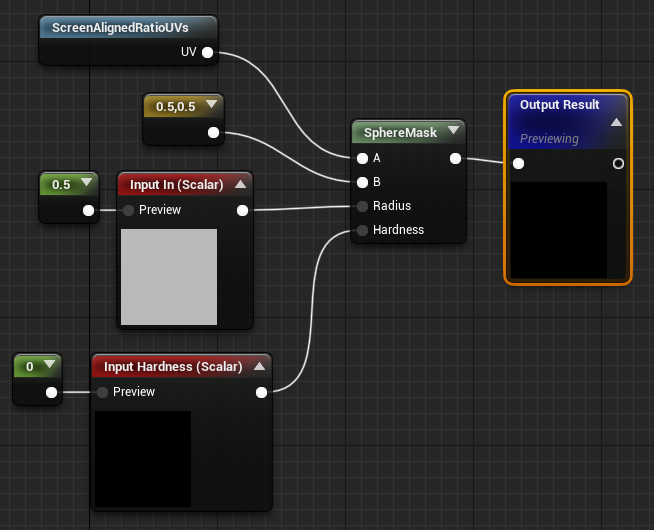 ScreenAlignedRatioUVs
UV
0.5,0.5
0.5
Input In (Scalar)
Preview
SphereMask
A
B
Radius
Hardness
Output Result
Previewing
0
Input Hardness (Scalar)
Preview